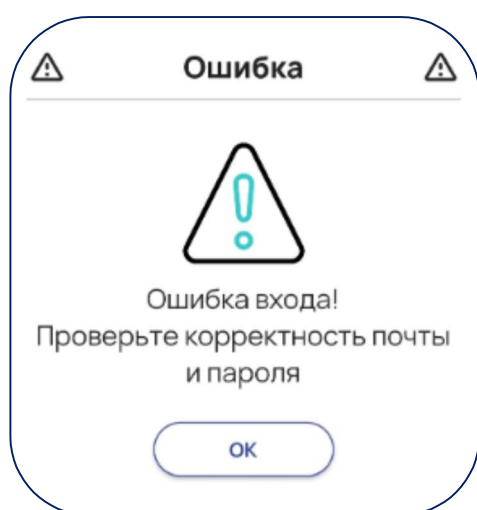 Ошибка
Ошибка входа!
Проверьте корректность почты
и пароля
ОК